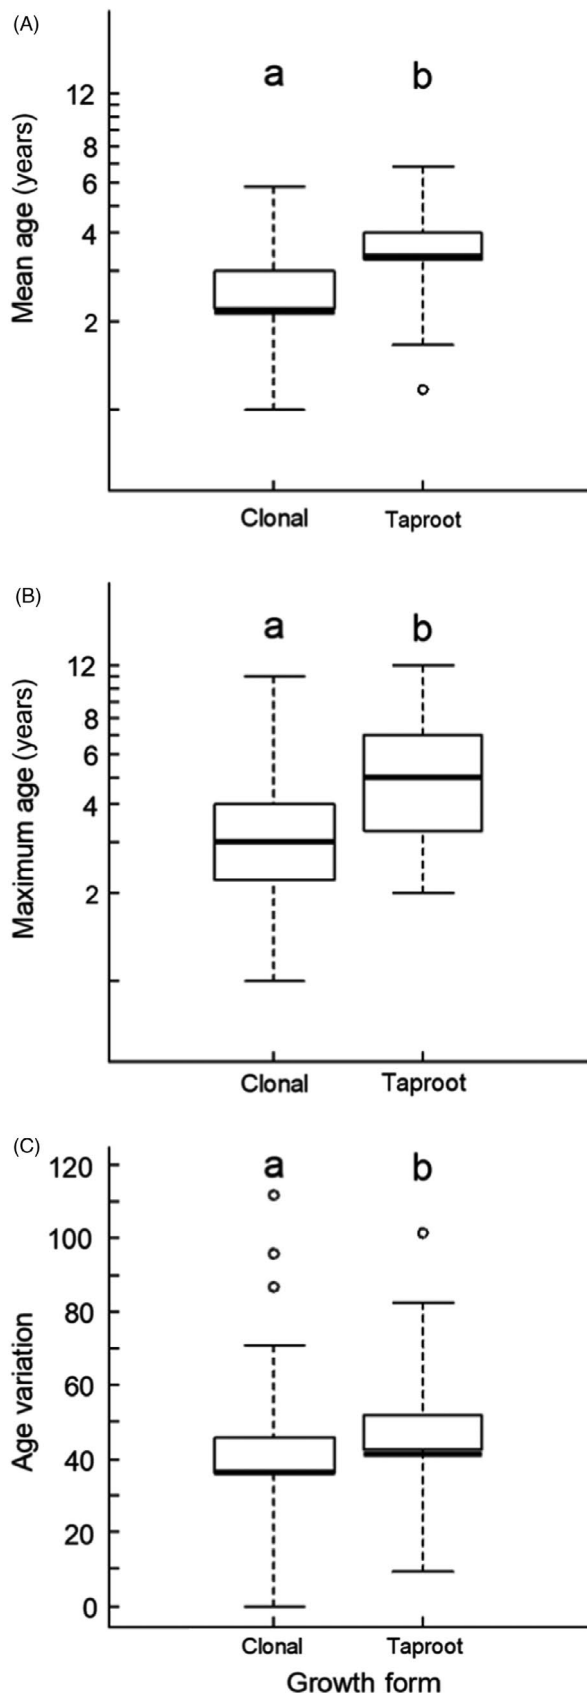 (A)
a
b
Mean age (years)
12
8
6
4
2
Clonal
Taproot
(B)
a
b
Maximum age (years)
12
8
6
4
2
Clonal
Taproot
(C)
a
b
Age variation
120
100
80
60
40
20
0
Clonal
Taproot
Growth form